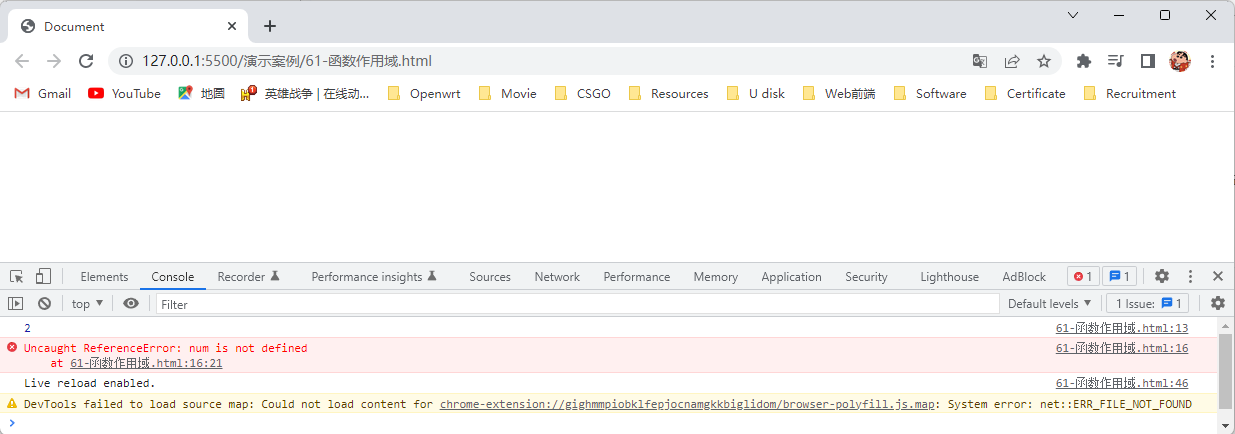 Document
127.0.0.1:5500/演示案例/61-函数作用域.html
Gmail YouTube 地圖 英雄战争 | 在线动... Openwrt Movie CSGO Resources U disk Web前端 Software Certificate Recruitment
Elements Console Recorder Performance insights Sources Network Performance Memory Application Security Lighthouse AdBlock 1 1
top Filter Default levels 1 Issue: 1
2 61-函数作用域.html:13
Uncaught ReferenceError: num is not defined 61-函数作用域.html:16
at 61-函数作用域.html:16:21
Live reload enabled. 61-函数作用域.html:46
DevTools failed to load source map: Could not load content for chrome-extension://gighmmpiobklfepjocnamgkkbiglidom/browser-polyfill.js.map: System error: net::ERR_FILE_NOT_FOUND